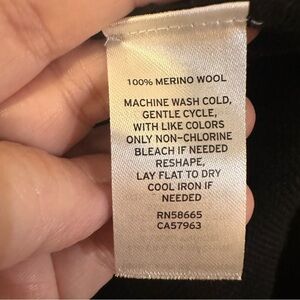 100% MERINO WOOL
MACHINE WASH COLD,
GENTLE CYCLE,
WITH LIKE COLORS
ONLY NON-CHLORINE
BLEACH IF NEEDED
RESHAPE,
LAY FLAT TO DRY
COOL IRON IF
NEEDED
RN58665
CA57963